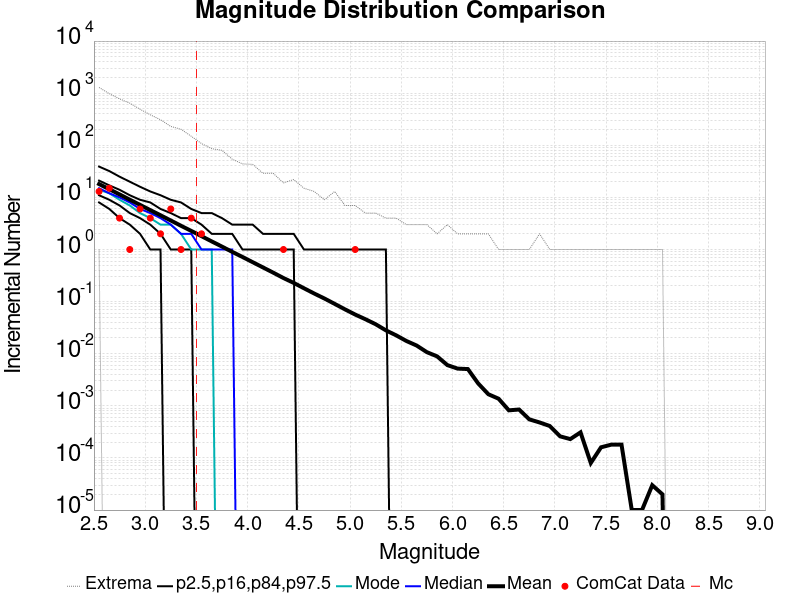 Magnitude Distribution Comparison
10^4
10^3
10^2
10^1
10^0
10^-1
10^-2
10^-3
10^-4
10^-5
Incremental Number
2.5 3.0 3.5 4.0 4.5 5.0 5.5 6.0 6.5 7.0 7.5 8.0 8.5 9.0
Magnitude
Extrema p2.5,p16,p84,p97.5 Mode Median Mean ComCat Data Mc